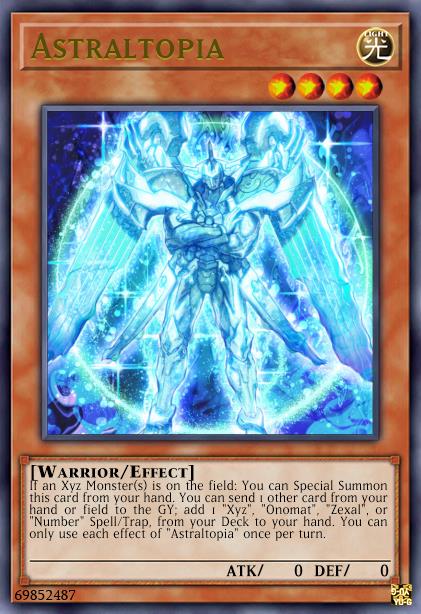 ASTRALTOPIA
LIGHT
光
[WARRIOR/EFFECT]
If an Xyz Monster(s) is on the field: You can Special Summon
this card from your hand. You can send 1 other card from your
hand or field to the GY; add 1 "Xyz", "Onomat", "Zexal", or
"Number" Spell/Trap, from your Deck to your hand. You can
only use each effect of "Astraltopia" once per turn.
ATK/ 0 DEF/ 0
69852487